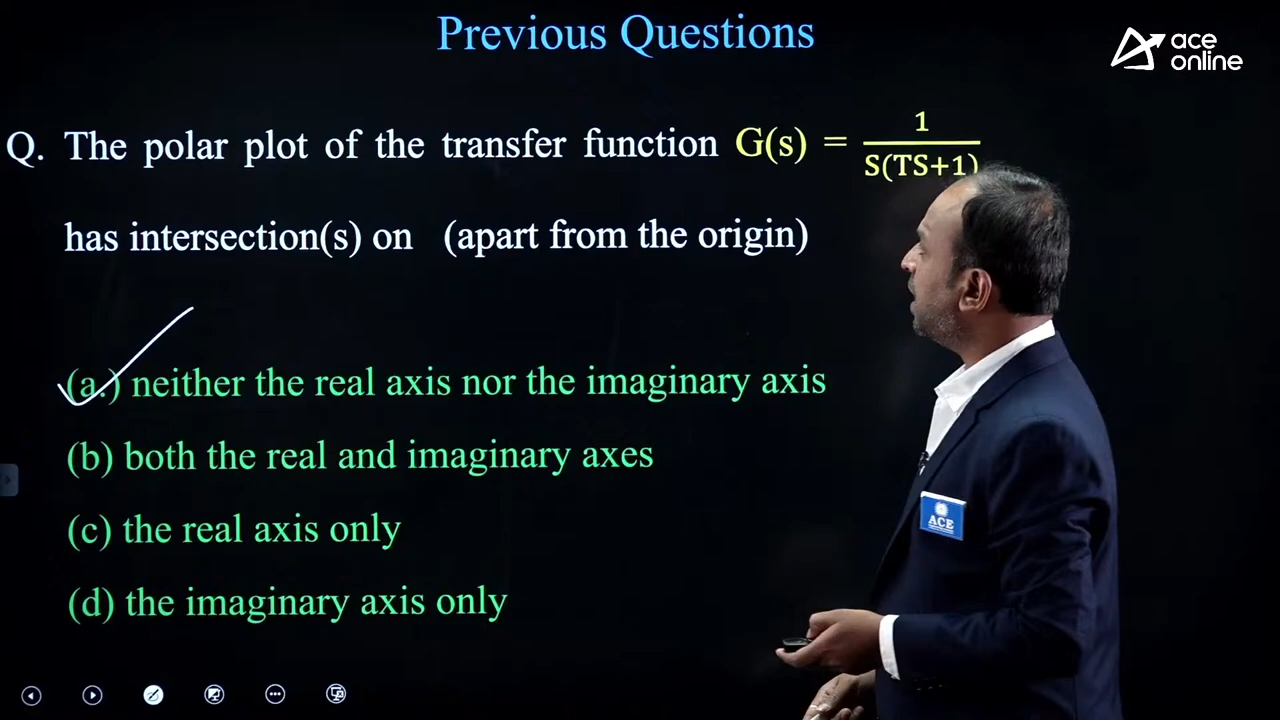 Previous Questions
ace
online
Q. The polar plot of the transfer function G(s) = 1/S(TS+1)
has intersection(s) on (apart from the origin)
(a.) neither the real axis nor the imaginary axis
(b) both the real and imaginary axes
(c) the real axis only
(d) the imaginary axis only
ACE